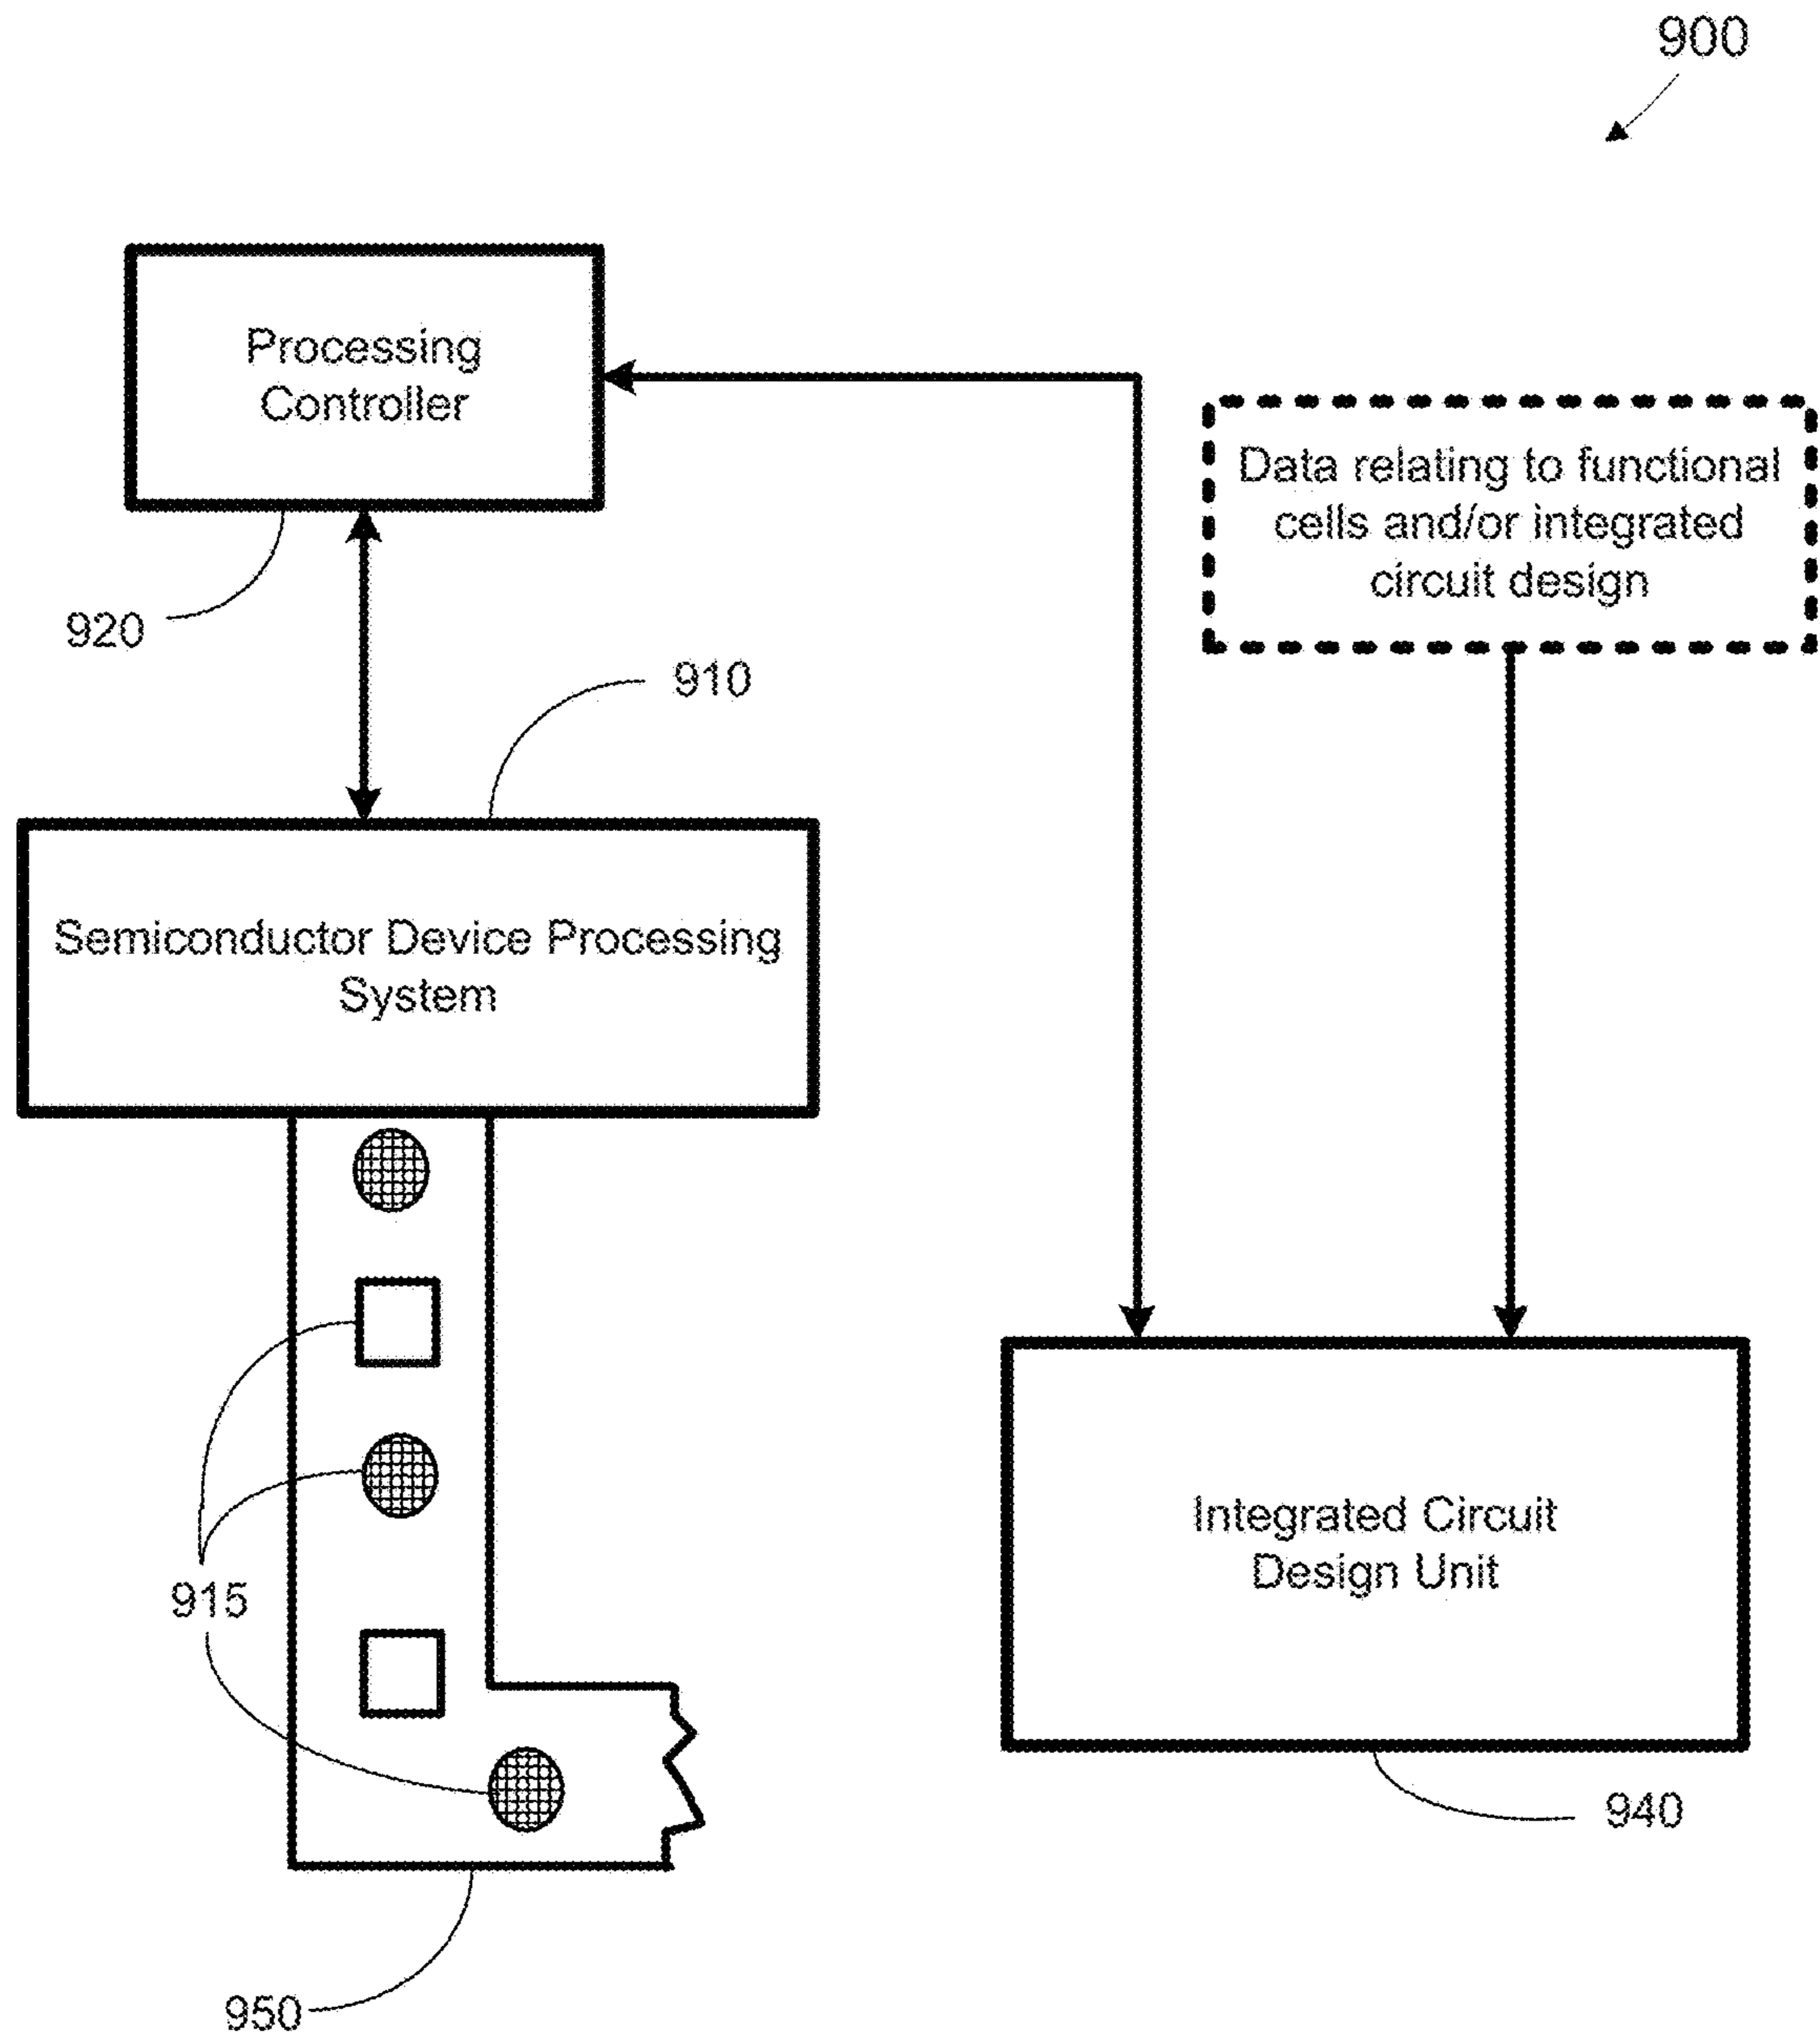 900
Processing
Controller
Data relating to functional
cells and/or integrated
circuit design
920
910
Semiconductor Device Processing
System
Integrated Circuit
Design Unit
915
940
950